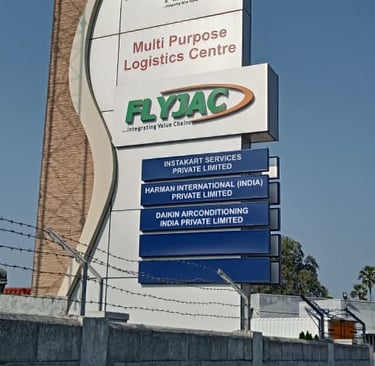 Multi Purpose
Logistics Centre
FLYJAC
...Integrating Value Chains
INSTAKART SERVICES
PRIVATE LIMITED
HARMAN INTERNATIONAL (INDIA)
PRIVATE LIMITED
DAIKIN AIRCONDITIONING
INDIA PRIVATE LIMITED